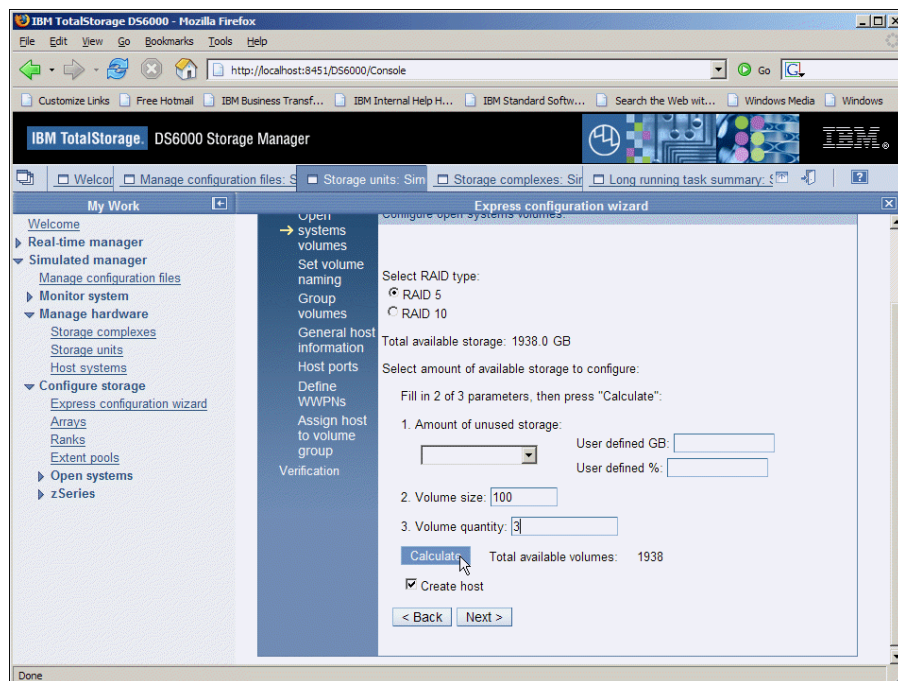 IBM TotalStorage DS6000 - Mozilla Firefox
File Edit View Go Bookmarks Tools Help
http://localhost:8451/DS6000/Console
Go
G
Customize Links Free Hotmail IBM Business Transf... IBM Internal Help H... IBM Standard Softw... Search the Web wit... Windows Media Windows
IBM TotalStorage. DS6000 Storage Manager
IBM
Welcor Manage configuration files: S Storage units: Sim Storage complexes: Sir Long running task summary: S ?
My Work
Express configuration wizard
Welcome
Real-time manager
Simulated manager
Manage configuration files
Monitor system
Manage hardware
Storage complexes
Storage units
Host systems
Configure storage
Express configuration wizard
Arrays
Ranks
Extent pools
Open systems
zSeries
Open
systems
volumes
Set volume
naming
Group
volumes
General host
information
Host ports
Define
WWPNs
Assign host
to volume
group
Verification
Configure open systems volumes.
Select RAID type:
RAID 5
RAID 10
Total available storage: 1938.0 GB
Select amount of available storage to configure:
Fill in 2 of 3 parameters, then press "Calculate":
1. Amount of unused storage:
User defined GB:
User defined %:
2. Volume size: 100
3. Volume quantity: 3
Calculate Total available volumes: 1938
Create host
< Back Next >
Done